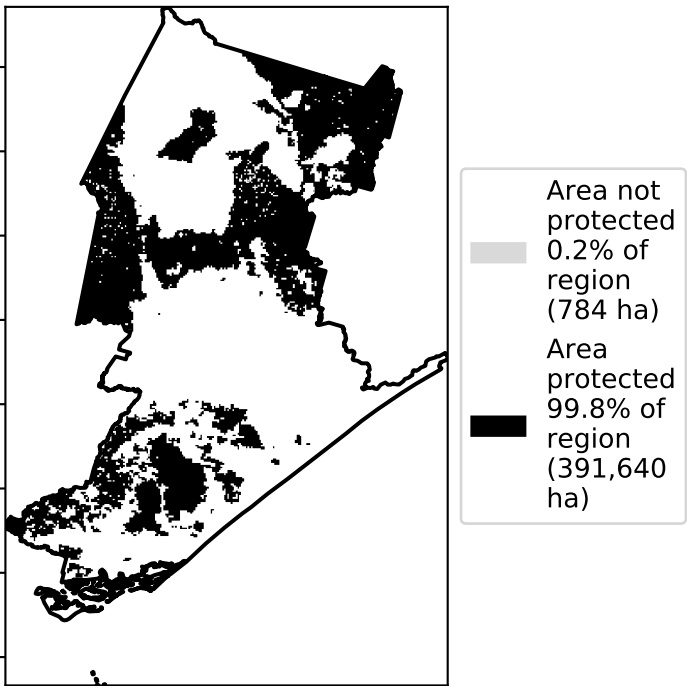 Area not
protected
0.2% of
region
(784 ha)
Area
protected
99.8% of
region
(391,640
ha)